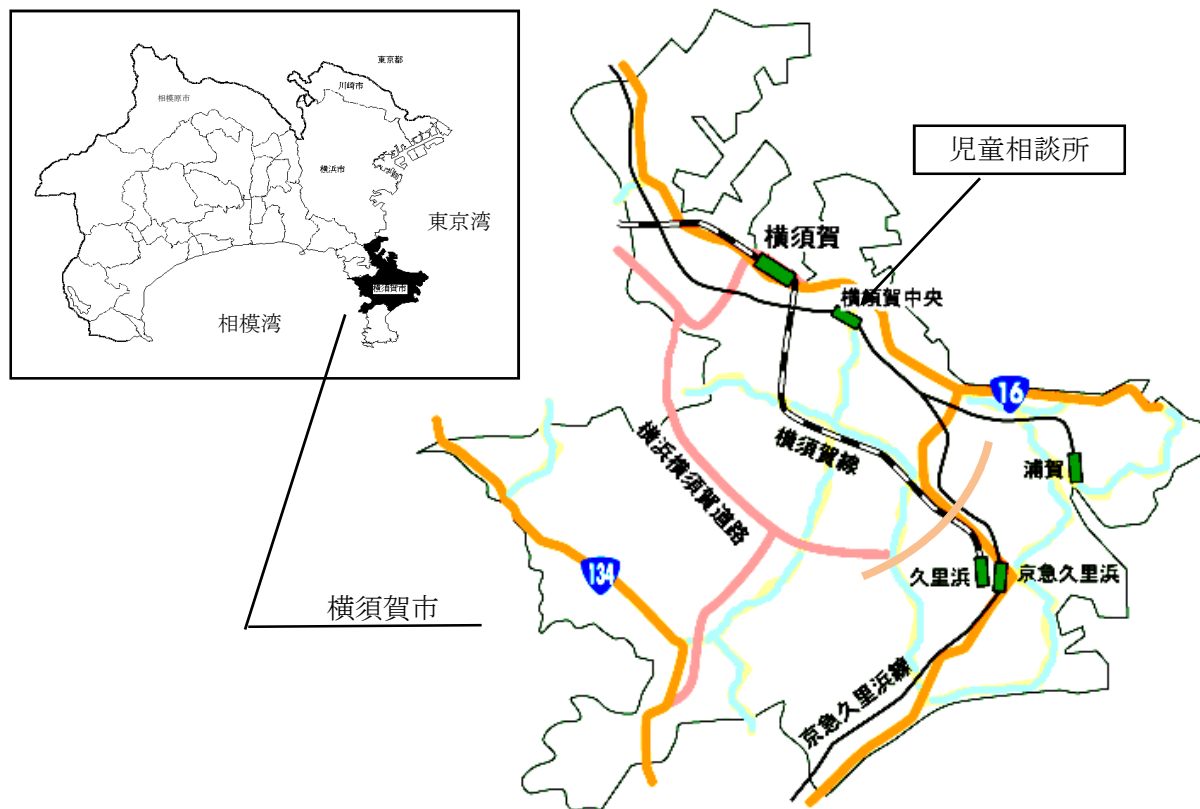 東京都
川崎市
相模原市
横浜市
東京湾
横須賀市
相模湾
横須賀市
児童相談所
横須賀
横須賀中央
16
横須賀線
浦賀
横浜横須賀道路
134
久里浜
京急久里浜
京急久里浜線